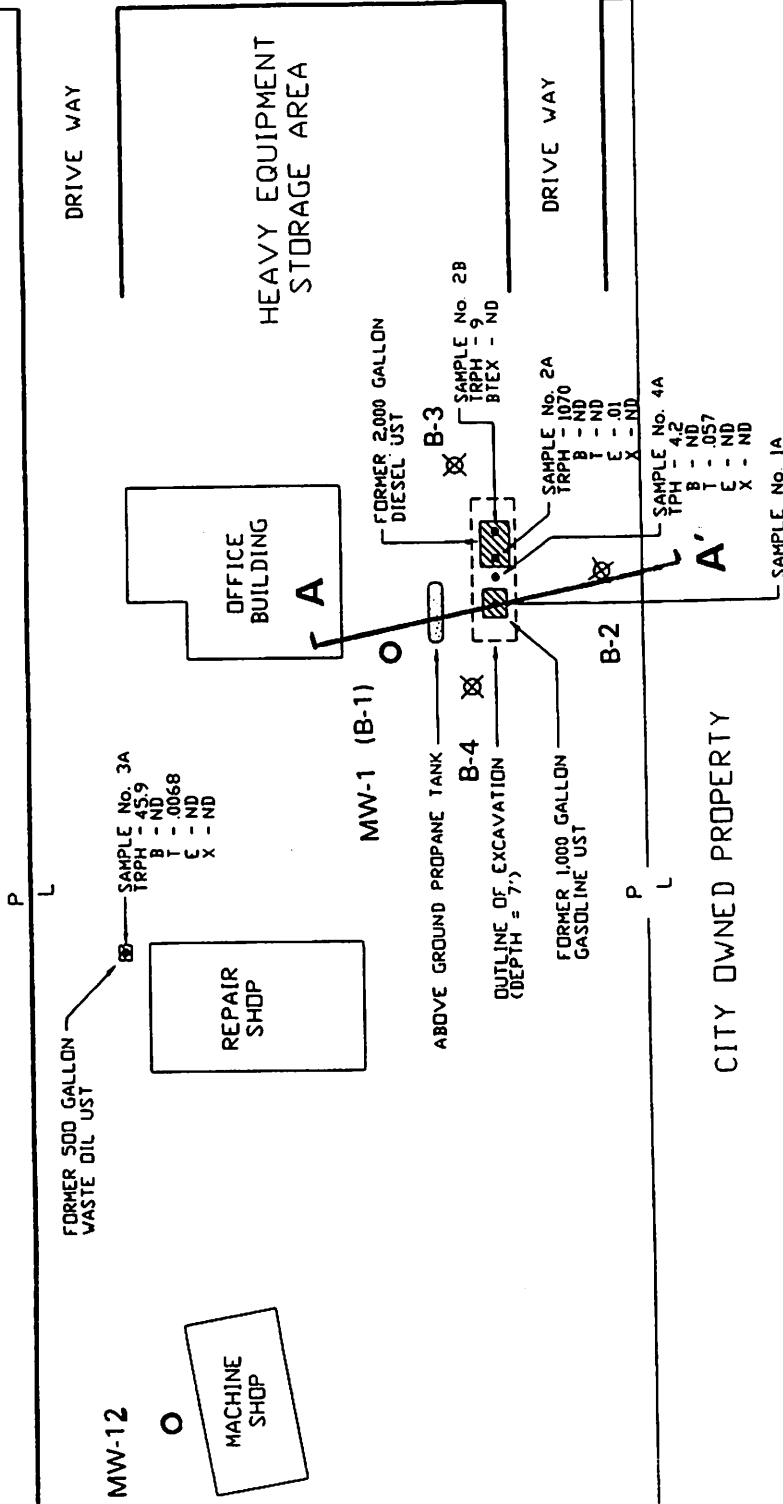 DRIVE WAY
HEAVY EQUIPMENT
STORAGE AREA
DRIVE WAY
OFFICE
BUILDING
A
FORMER 2,000 GALLON
DIESEL UST
B-3
SAMPLE No. 2B
TRPH - 9
BTEX - ND
SAMPLE No. 2A
TRPH - 1070
B - ND
T - ND
E - .01
X - ND
SAMPLE No. 4A
TPH - 4.2
B - ND
T - .057
E - ND
X - ND
A'
SAMPLE No. 1A
B-2
MW-1 (B-1)
ABOVE GROUND PROPANE TANK
B-4
OUTLINE OF EXCAVATION
(DEPTH = 7')
FORMER 1,000 GALLON
GASOLINE UST
P
L
SAMPLE No. 3A
TRPH - 45.9
B - ND
T - .0068
E - ND
X - ND
REPAIR
SHOP
FORMER 500 GALLON
WASTE OIL UST
P
L
CITY OWNED PROPERTY
MW-12
MACHINE
SHOP